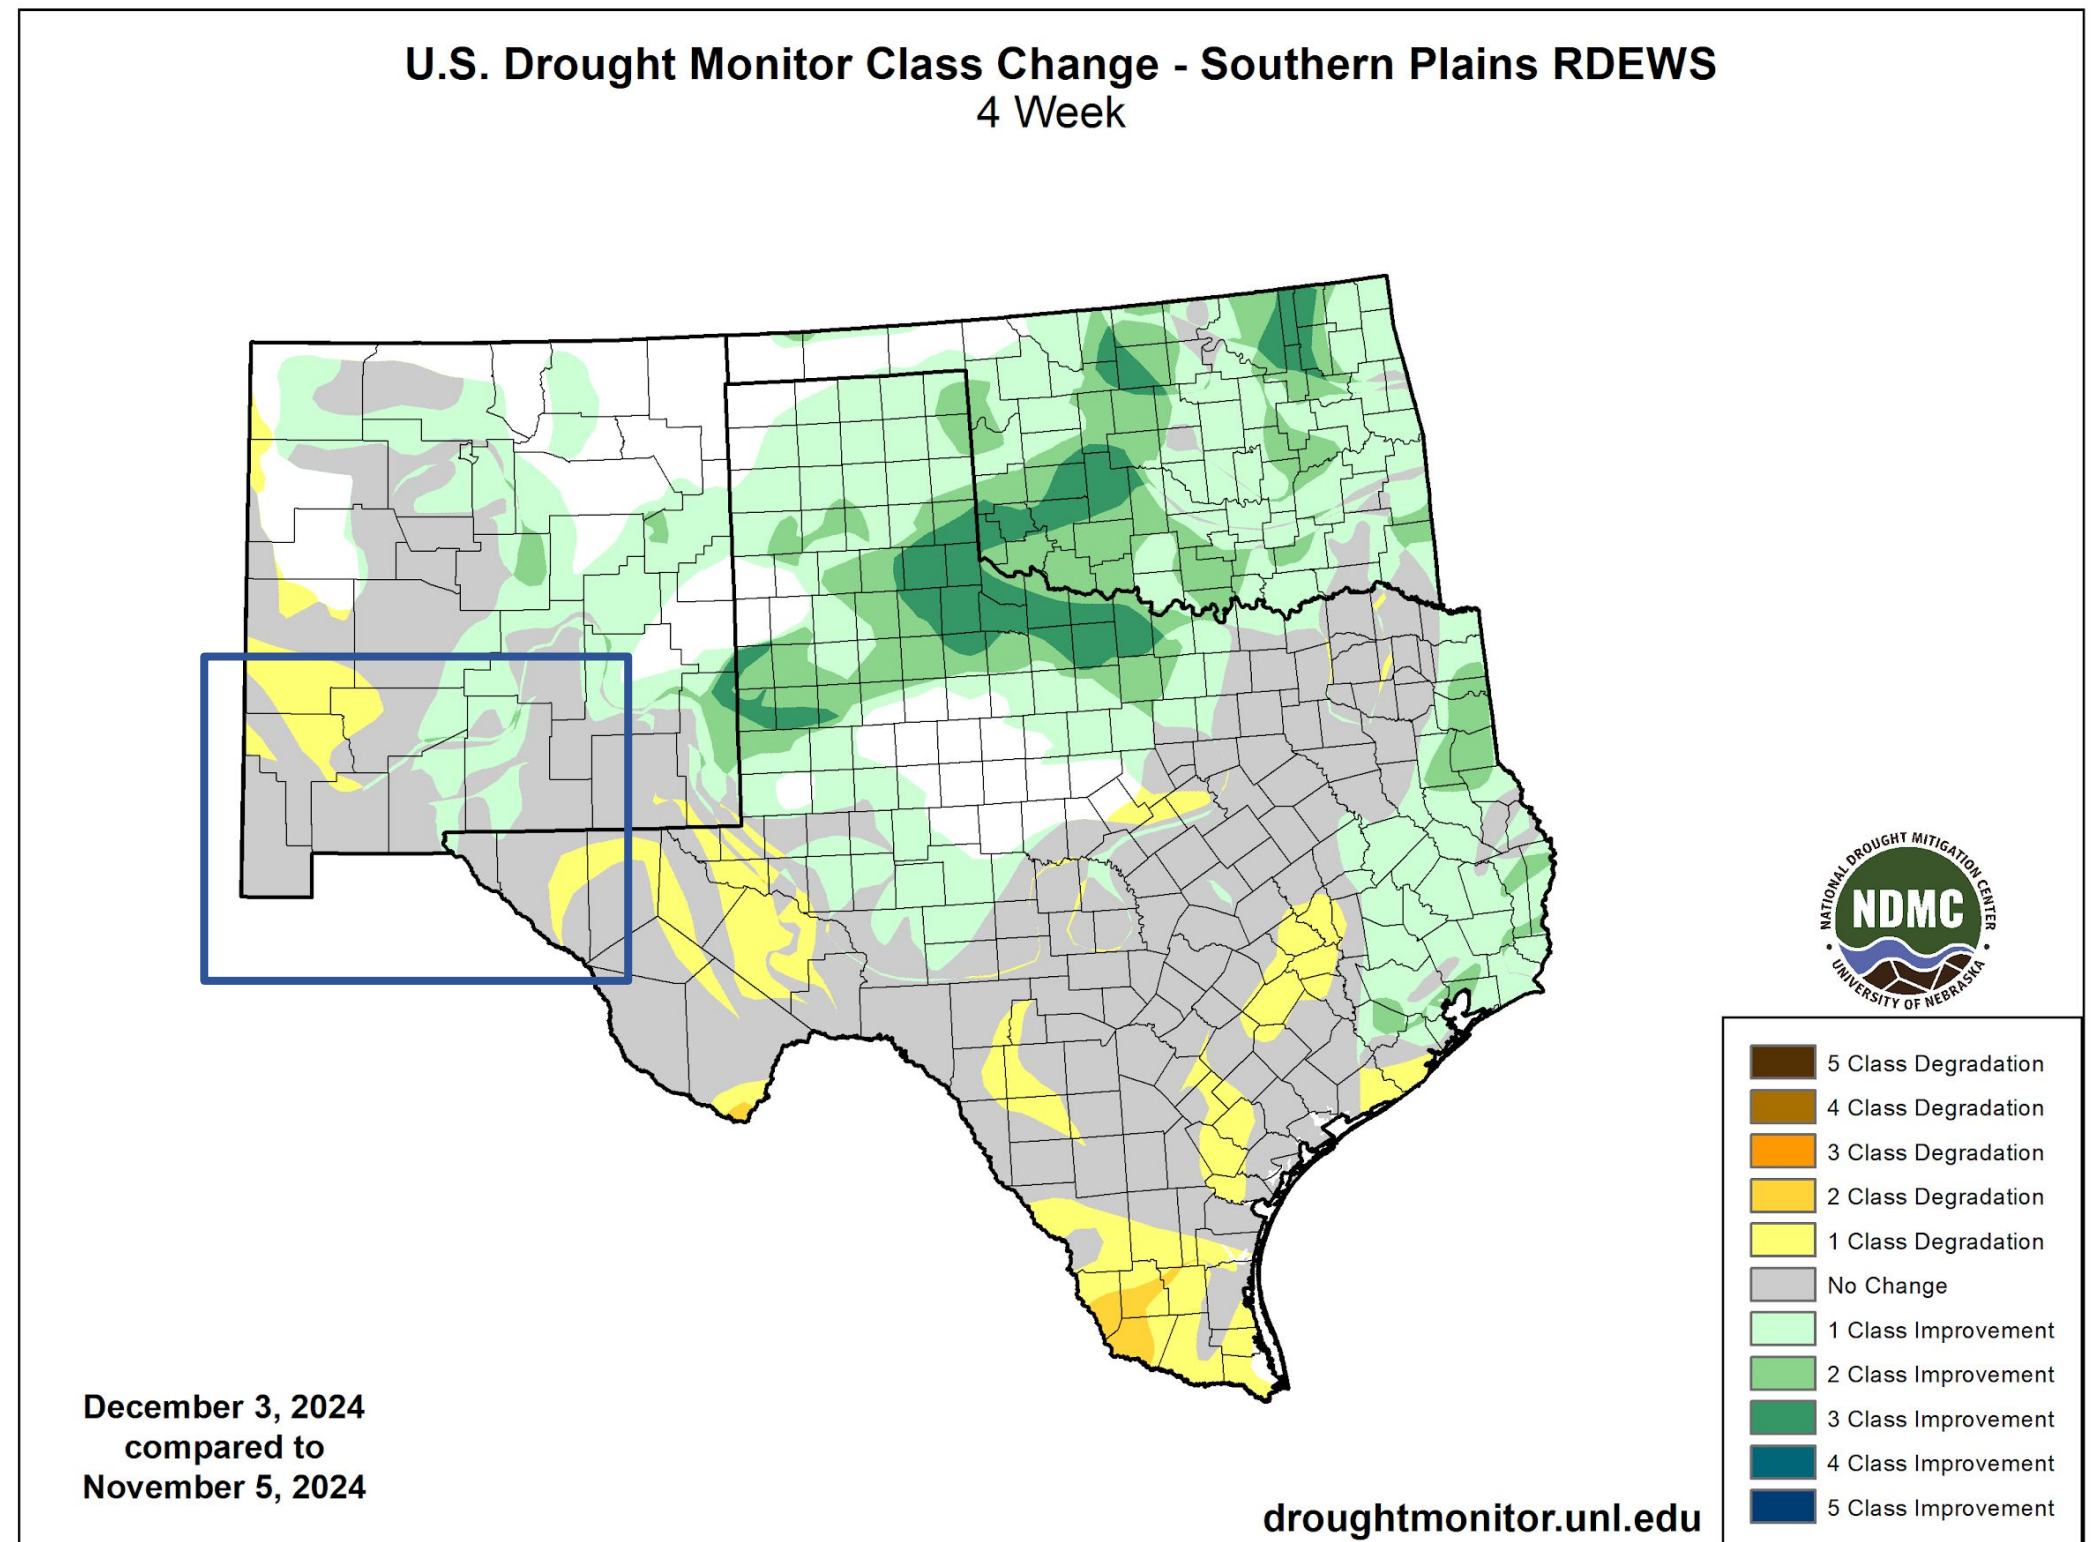 U.S. Drought Monitor Class Change - Southern Plains RDEWS
4 Week
NATIONAL DROUGHT MITIGATION CENTER
NDMC
UNIVERSITY OF NEBRASKA
5 Class Degradation
4 Class Degradation
3 Class Degradation
2 Class Degradation
1 Class Degradation
No Change
1 Class Improvement
2 Class Improvement
3 Class Improvement
4 Class Improvement
5 Class Improvement
December 3, 2024
compared to
November 5, 2024
droughtmonitor.unl.edu